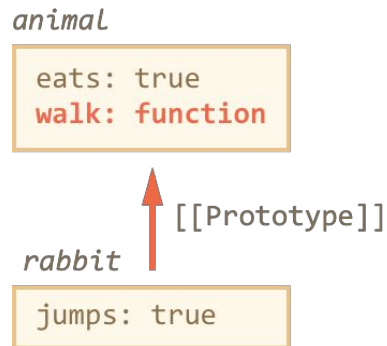 animal
eats: true
walk: function
[[Prototype]]
rabbit
jumps: true